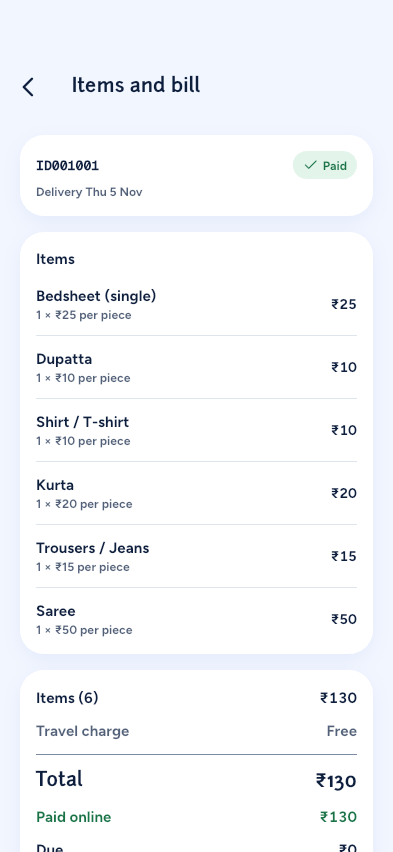 Items and bill
ID001001
Paid
Delivery Thu 5 Nov
Items
Bedsheet (single)
₹25
1 × ₹25 per piece
Dupatta
₹10
1 × ₹10 per piece
Shirt / T-shirt
₹10
1 × ₹10 per piece
Kurta
₹20
1 × ₹20 per piece
Trousers / Jeans
₹15
1 × ₹15 per piece
Saree
₹50
1 × ₹50 per piece
Items (6) ₹130
Travel charge Free
Total ₹130
Paid online ₹130
Due ₹0